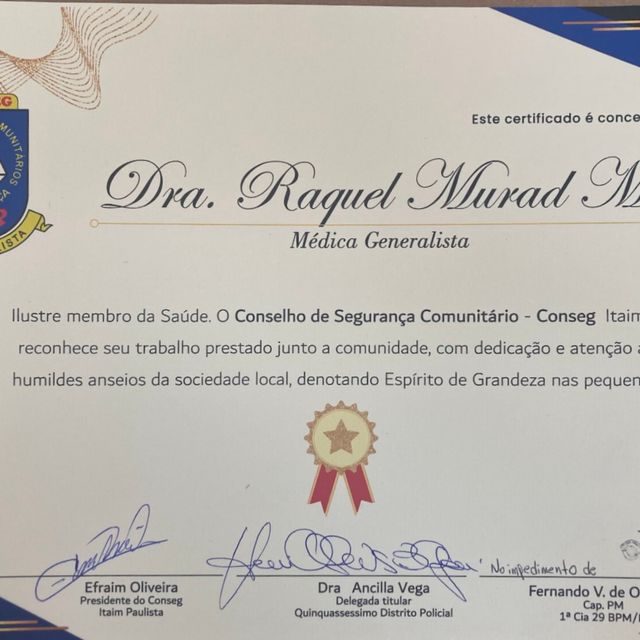 Este certificado é conce
Dra. Raquel Murad M
Médica Generalista
MUNITÁRIOS
Ilustre membro da Saúde. O Conselho de Segurança Comunitário - Conseg Itaim
reconhece seu trabalho prestado junto a comunidade, com dedicação e atenção a
humildes anseios da sociedade local, denotando Espírito de Grandeza nas pequen
No impedimento de
Efraim Oliveira
Presidente do Conseg
Itaim Paulista
Dra Ancilla Vega
Delegada titular
Quinquassessimo Distrito Policial
Fernando V. de O
Cap. PM
1ª Cia 29 BPM/